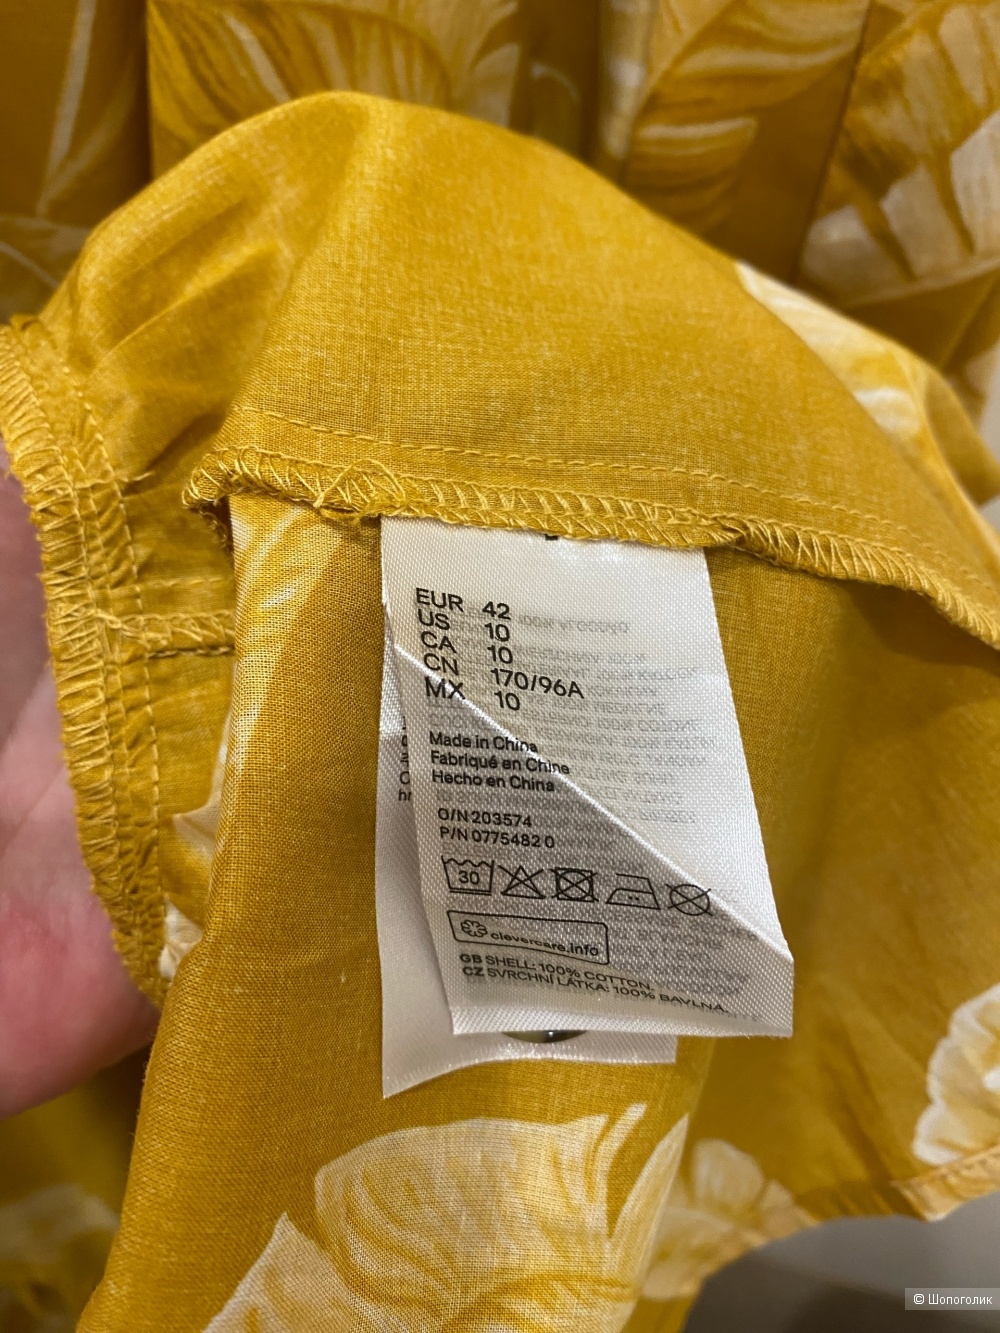 EUR 42
US 10
CA 10
CN 170/96A
MX 10
Made in China
Fabriqué en Chine
Hecho en China
O/N 203574
P/N 0775482 0
30
clevercare.info
GB SHELL: 100% COTTON.
CZ SVRCHNÍ LÁTKA: 100% BAVLNA.
© Шопоголик